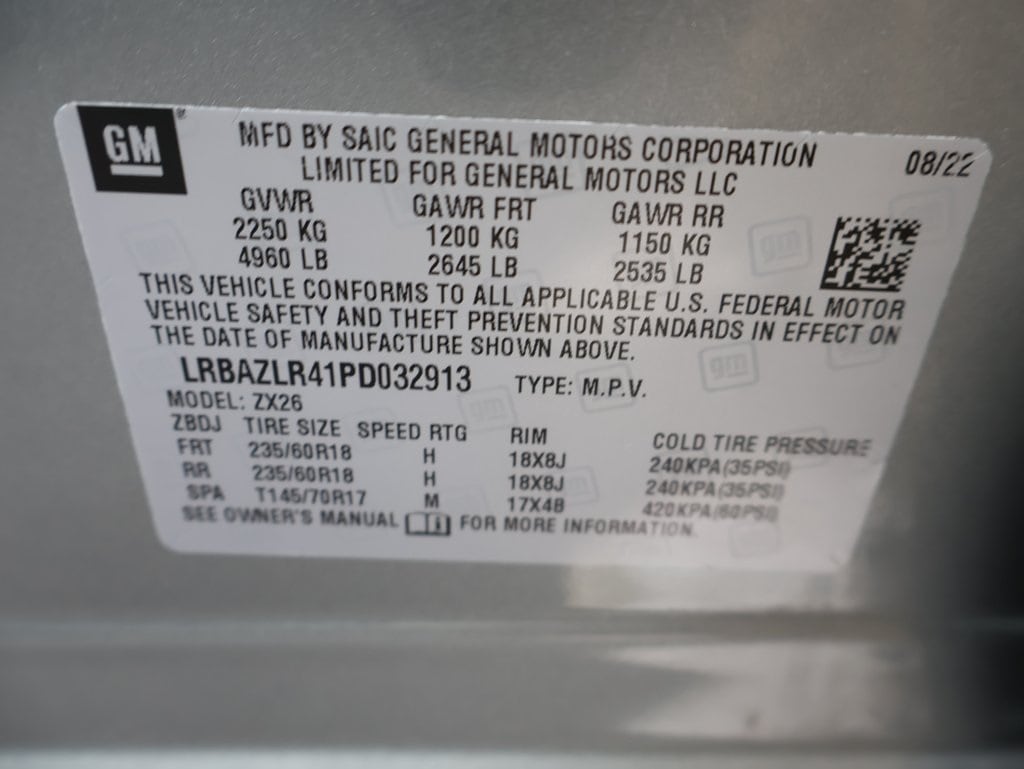 GM
MFD BY SAIC GENERAL MOTORS CORPORATION
LIMITED FOR GENERAL MOTORS LLC
08/22
GVWR GAWR FRT GAWR RR
2250 KG 1200 KG 1150 KG
4960 LB 2645 LB 2535 LB
THIS VEHICLE CONFORMS TO ALL APPLICABLE U.S. FEDERAL MOTOR
VEHICLE SAFETY AND THEFT PREVENTION STANDARDS IN EFFECT ON
THE DATE OF MANUFACTURE SHOWN ABOVE.
LRBAZLR41PD032913 TYPE: M.P.V.
MODEL: ZX26
ZBDJ TIRE SIZE SPEED RTG RIM COLD TIRE PRESSURE
FRT 235/60R18 H 18X8J 240KPA(35PSI)
RR 235/60R18 H 18X8J 240KPA(35PSI)
SPA T145/70R17 M 17X4B 420KPA(60PSI)
SEE OWNER'S MANUAL FOR MORE INFORMATION.